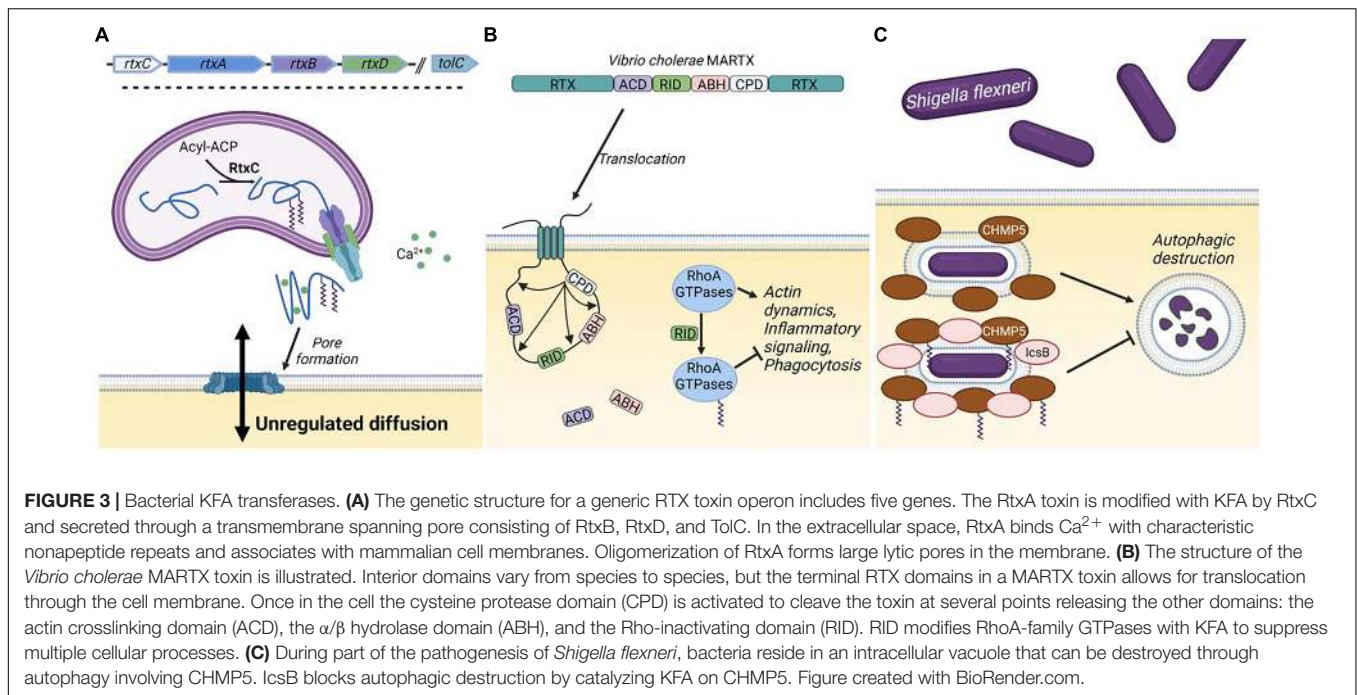 A
rtxC rtxA rtxB rtxD // tolC
Acyl-ACP
RtxC
Ca²⁺
Pore
formation
Unregulated diffusion
B
Vibrio cholerae MARTX
RTX ACD RID ABH CPD RTX
Translocation
CPD
ACD
ABH
RID
RhoA
GTPases
Actin
dynamics,
Inflammatory
signaling,
Phagocytosis
RID
RhoA
GTPases
ABH
ACD
C
Shigella flexneri
CHMP5
Autophagic
destruction
CHMP5
IcsB
FIGURE 3 | Bacterial KFA transferases. (A) The genetic structure for a generic RTX toxin operon includes five genes. The RtxA toxin is modified with KFA by RtxC
and secreted through a transmembrane spanning pore consisting of RtxB, RtxD, and TolC. In the extracellular space, RtxA binds Ca²⁺ with characteristic
nonapeptide repeats and associates with mammalian cell membranes. Oligomerization of RtxA forms large lytic pores in the membrane. (B) The structure of the
Vibrio cholerae MARTX toxin is illustrated. Interior domains vary from species to species, but the terminal RTX domains in a MARTX toxin allows for translocation
through the cell membrane. Once in the cell the cysteine protease domain (CPD) is activated to cleave the toxin at several points releasing the other domains: the
actin crosslinking domain (ACD), the α/β hydrolase domain (ABH), and the Rho-inactivating domain (RID). RID modifies RhoA-family GTPases with KFA to suppress
multiple cellular processes. (C) During part of the pathogenesis of Shigella flexneri, bacteria reside in an intracellular vacuole that can be destroyed through
autophagy involving CHMP5. IcsB blocks autophagic destruction by catalyzing KFA on CHMP5. Figure created with BioRender.com.